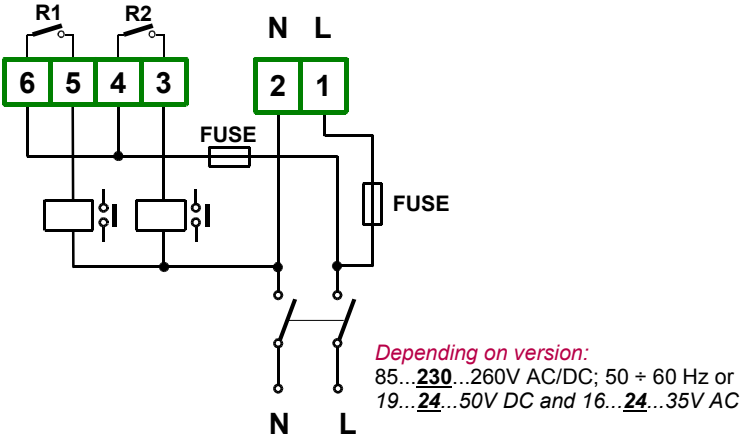 R1 R2 N L
6 5 4 3 2 1
FUSE
FUSE
Depending on version:
85...230...260V AC/DC; 50 ÷ 60 Hz or
19...24...50V DC and 16...24...35V AC
N L